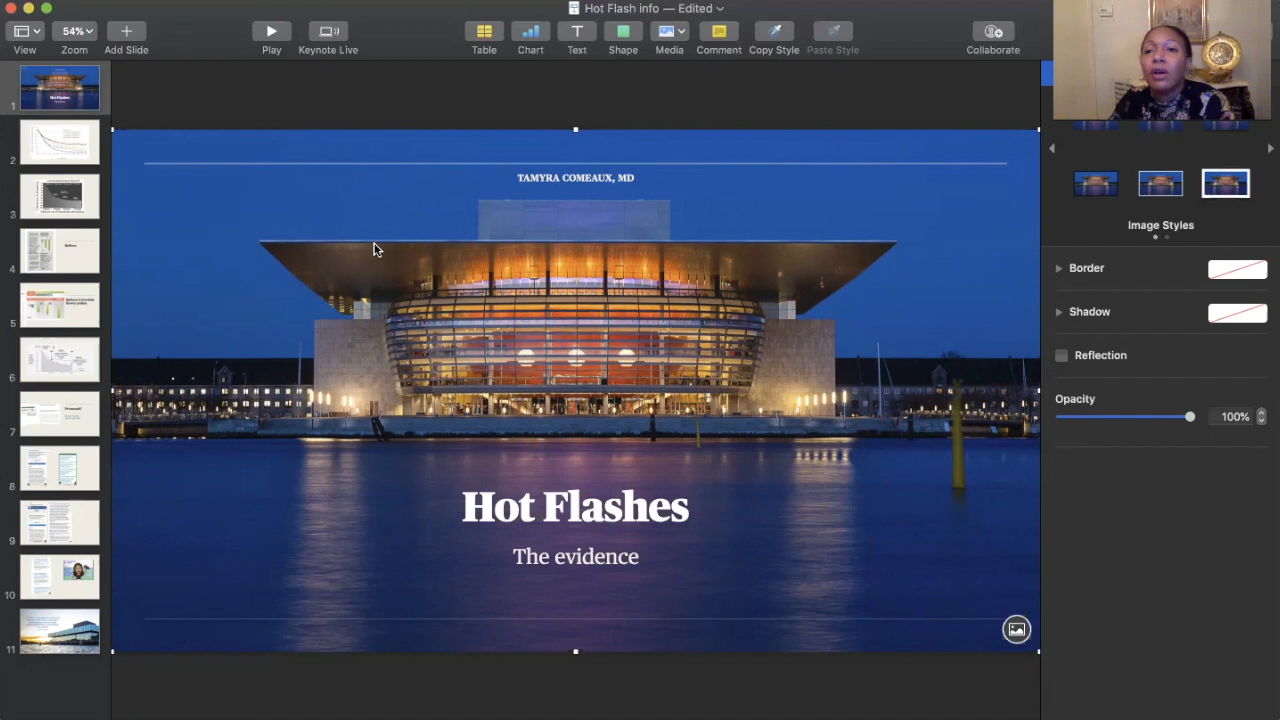 Hot Flash info — Edited
View
54%
Zoom
Add Slide
Play
Keynote Live
Table
Chart
Text
Shape
Media
Comment
Copy Style
Paste Style
Collaborate
1
2
3
4
5
6
7
8
9
10
11
Hot Flashes
TAMYRA COMEAUX, MD
Hot Flashes
The evidence
Image Styles
Border
Shadow
Reflection
Opacity
100%